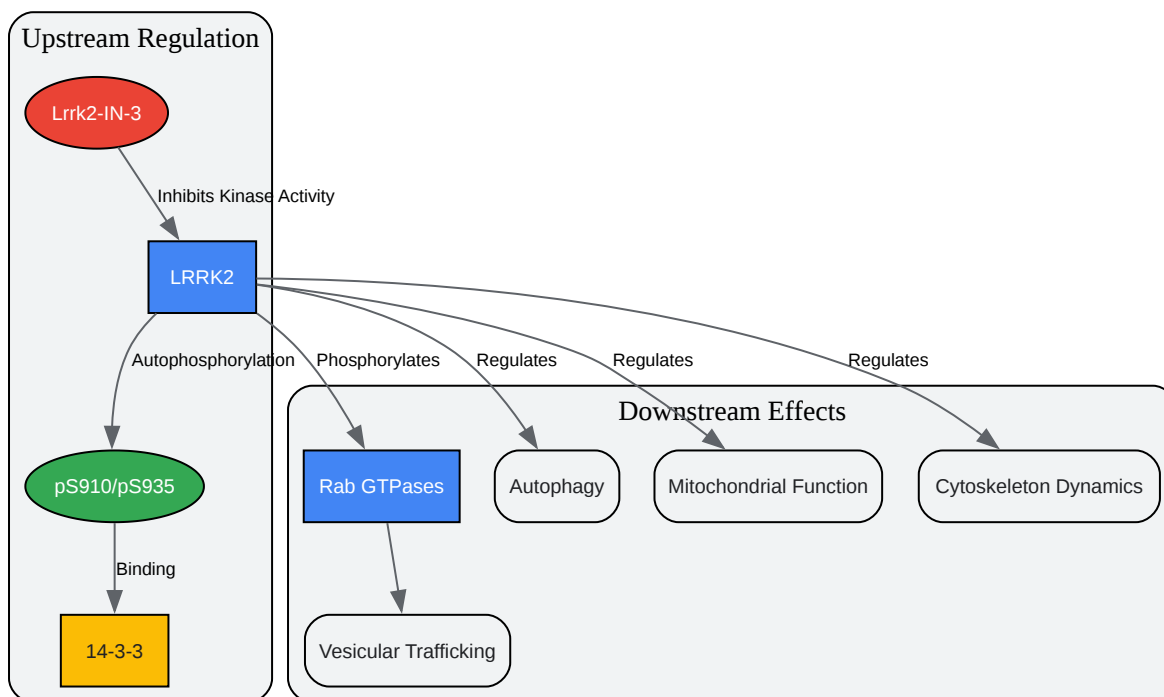 Upstream Regulation
Lrrk2-IN-3
Inhibits Kinase Activity
LRRK2
Autophosphorylation
Phosphorylates
Regulates
Regulates
Regulates
Downstream Effects
pS910/pS935
Rab GTPases
Autophagy
Mitochondrial Function
Cytoskeleton Dynamics
Binding
14-3-3
Vesicular Trafficking